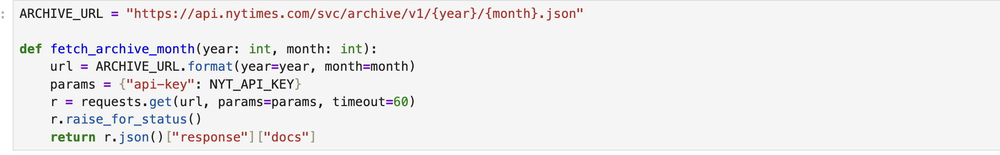 ARCHIVE_URL = "https://api.nytimes.com/svc/archive/v1/{year}/{month}.json"
def fetch_archive_month(year: int, month: int):
    url = ARCHIVE_URL.format(year=year, month=month)
    params = {"api-key": NYT_API_KEY}
    r = requests.get(url, params=params, timeout=60)
    r.raise_for_status()
    return r.json()["response"]["docs"]